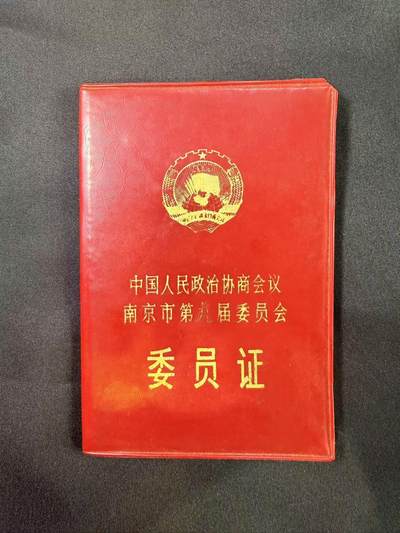 中国人民政治协商会议
南京市第九届委员会
委员证